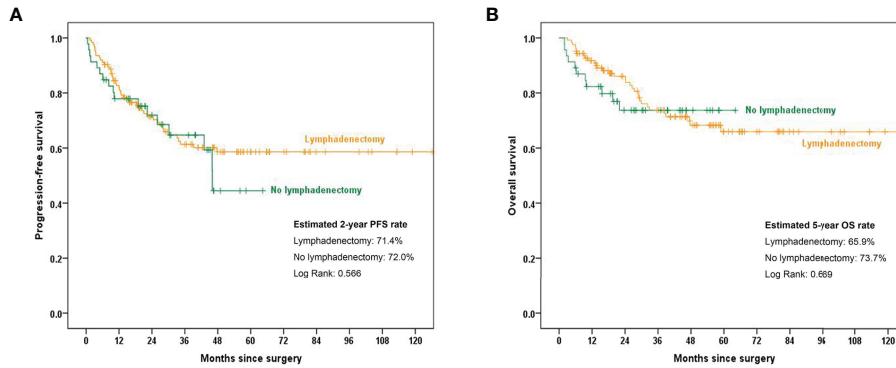 A
Progression-free survival
1.0
0.8
0.6
0.4
0.2
0.0
Lymphadenectomy
No lymphadenectomy
Estimated 2-year PFS rate
Lymphadenectomy: 71.4%
No lymphadenectomy: 72.0%
Log Rank: 0.566
0 12 24 36 48 60 72 84 96 108 120
Months since surgery
B
Overall survival
1.0
0.8
0.6
0.4
0.2
0.0
No lymphadenectomy
Lymphadenectomy
Estimated 5-year OS rate
Lymphadenectomy: 65.9%
No lymphadenectomy: 73.7%
Log Rank: 0.669
0 12 24 36 48 60 72 84 96 108 120
Months since surgery